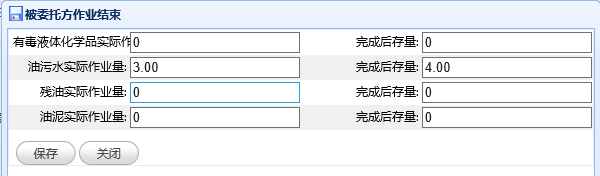 被委托方作业结束
有毒液体化学品实际作 0 完成后存量: 0
油污水实际作业量: 3.00 完成后存量: 4.00
残油实际作业量: 0 完成后存量: 0
油泥实际作业量: 0 完成后存量: 0
保存 关闭